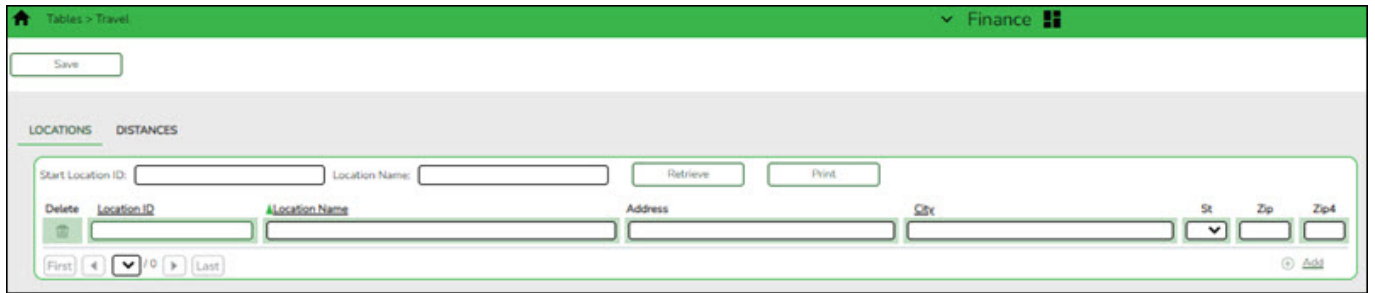 Tables > Travel Finance
Save
LOCATIONS DISTANCES
Start Location ID: Location Name: Retrieve Print
Delete Location ID Location Name Address City St Zip Zip4
First / 0 Last Add